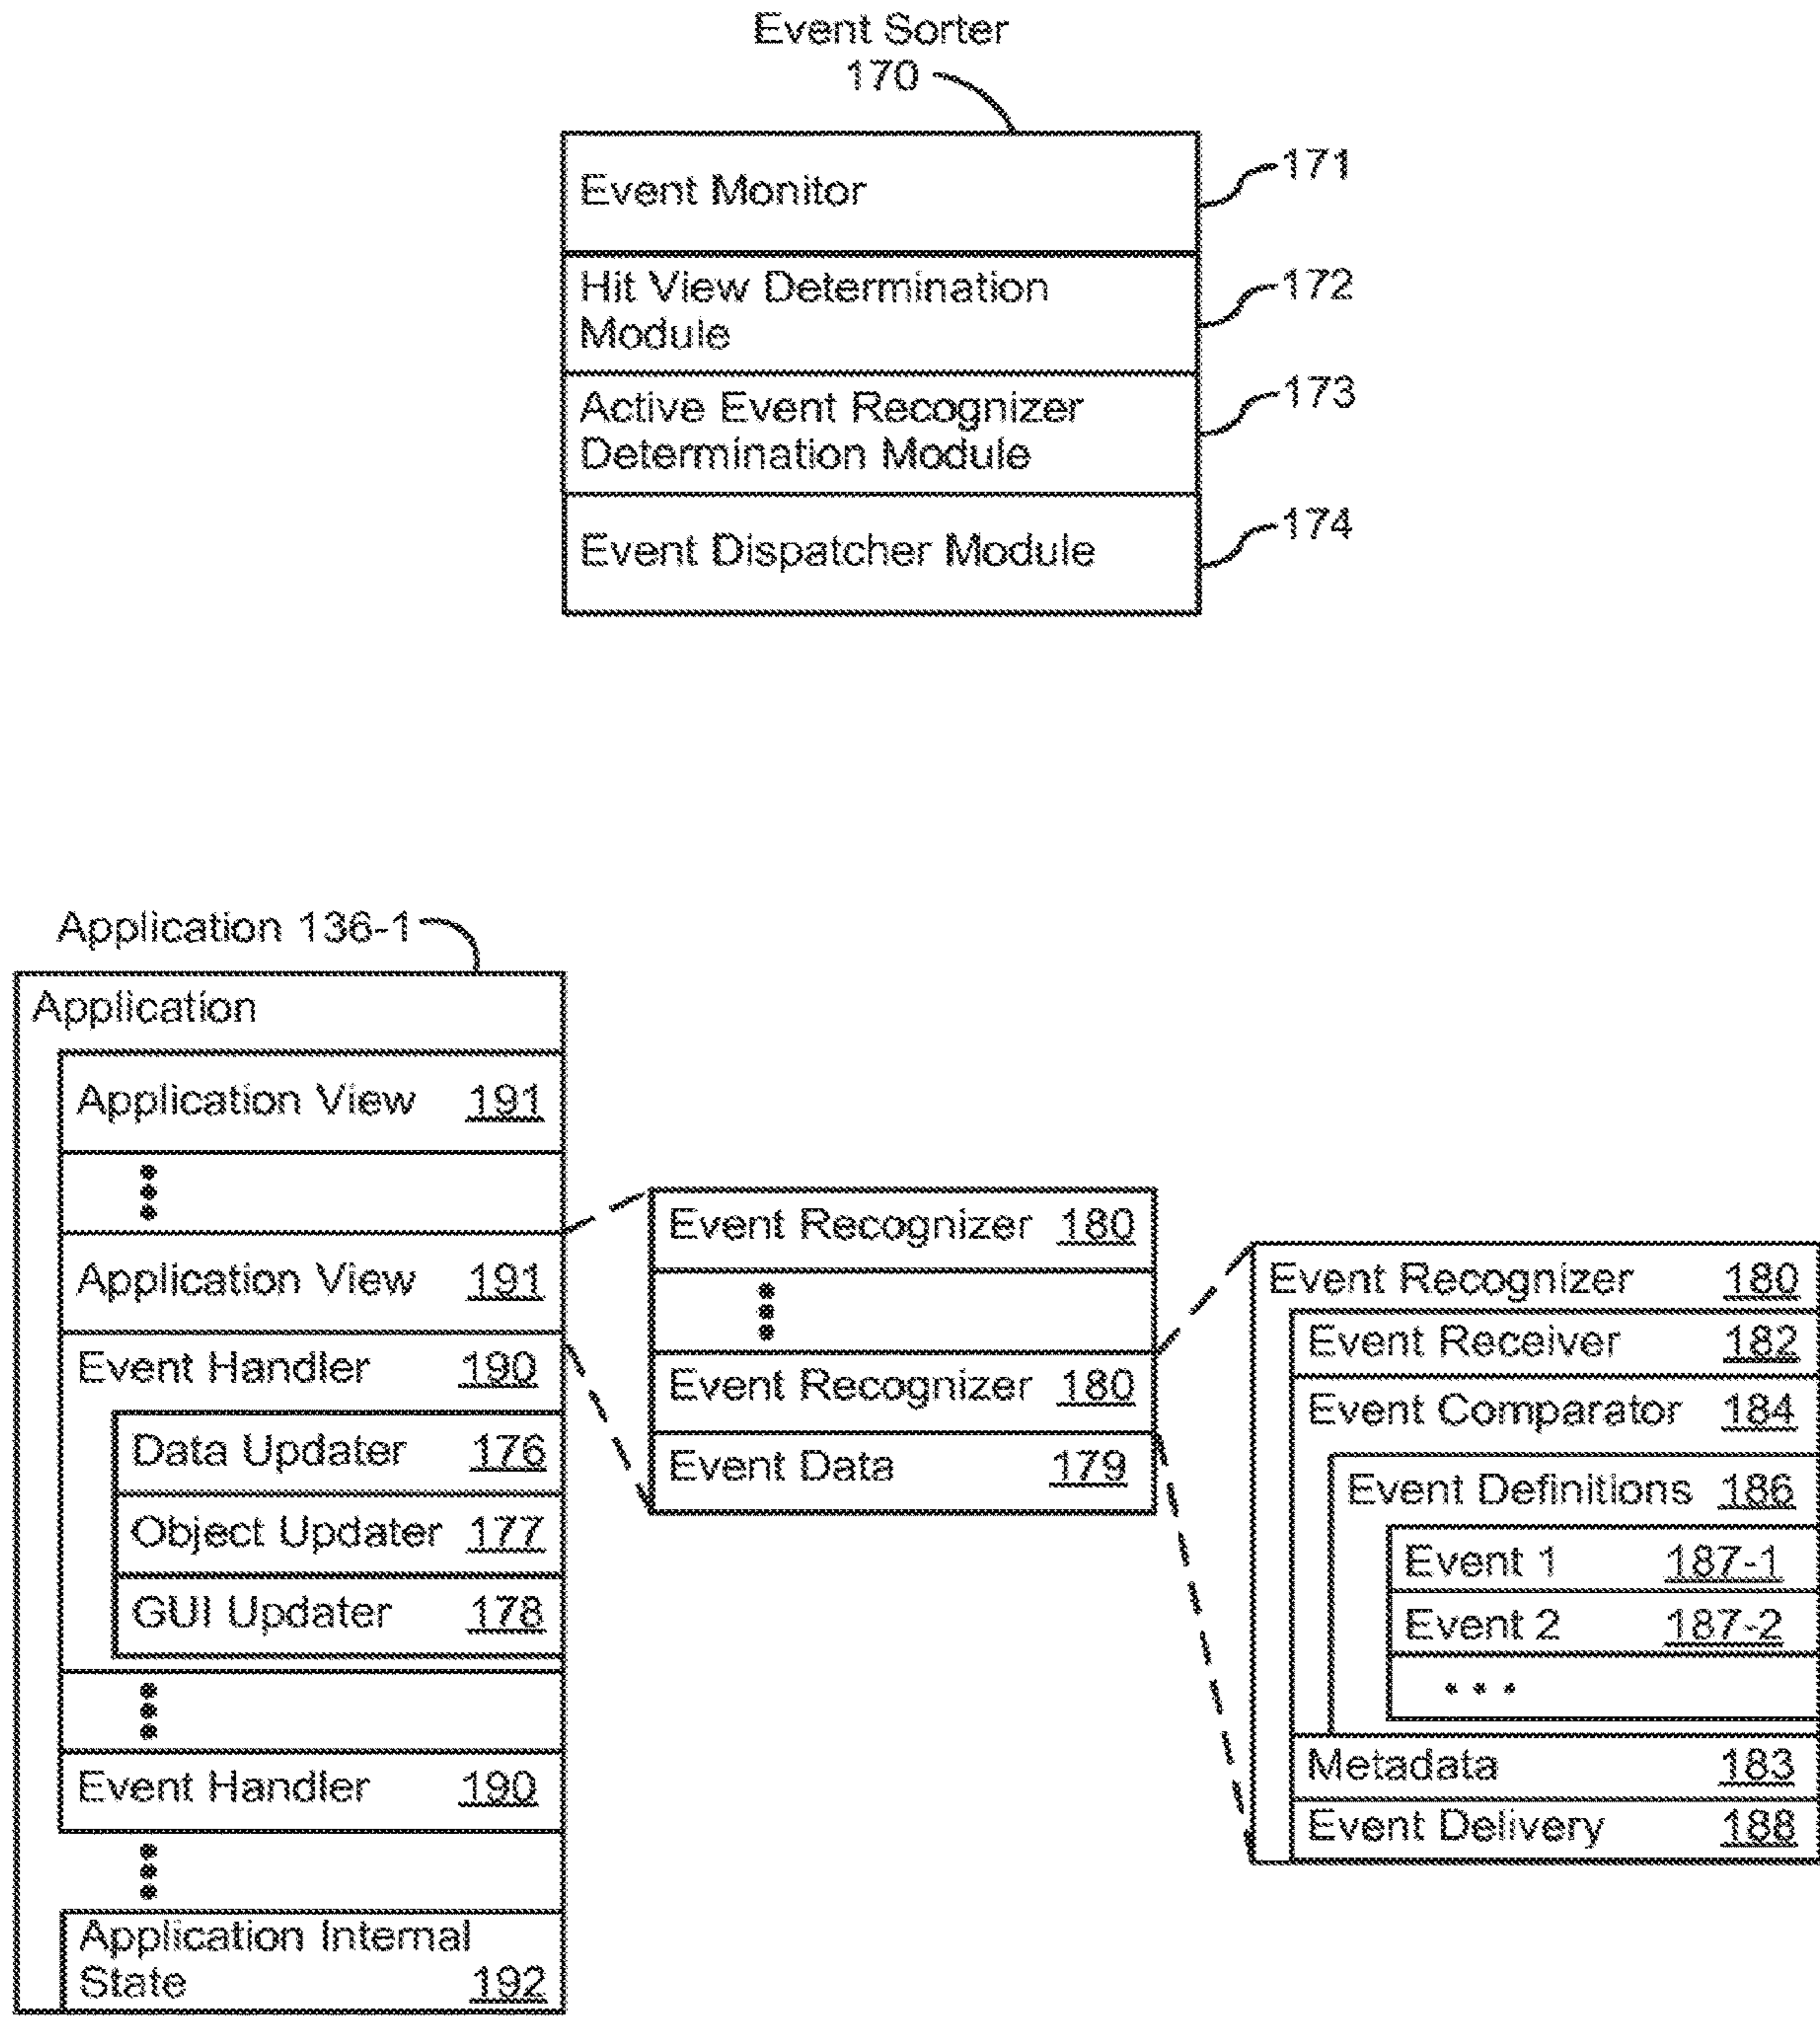 Event Sorter
170
Event Monitor
171
Hit View Determination
Module
172
Active Event Recognizer
Determination Module
173
Event Dispatcher Module
174
Application 136-1
Application
Application View 191
Application View 191
Event Handler 190
Data Updater 176
Object Updater 177
GUI Updater 178
Event Handler 190
Application Internal
State 192
Event Recognizer 180
Event Recognizer 180
Event Data 179
Event Recognizer 180
Event Receiver 182
Event Comparator 184
Event Definitions 186
Event 1 187-1
Event 2 187-2
. . .
Metadata 183
Event Delivery 188